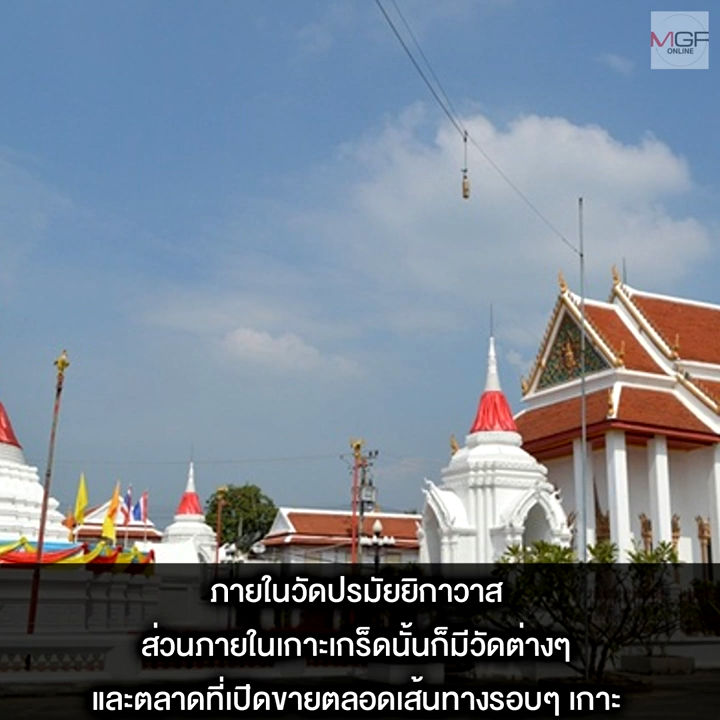 MGF
ONLINE
ภายในวัดปรมัยยิกาวาส
ส่วนภายในเกาะเกร็ดนั้นก็มีวัดต่างๆ
และตลาดที่เปิดขายตลอดเส้นทางรอบๆ เกาะ